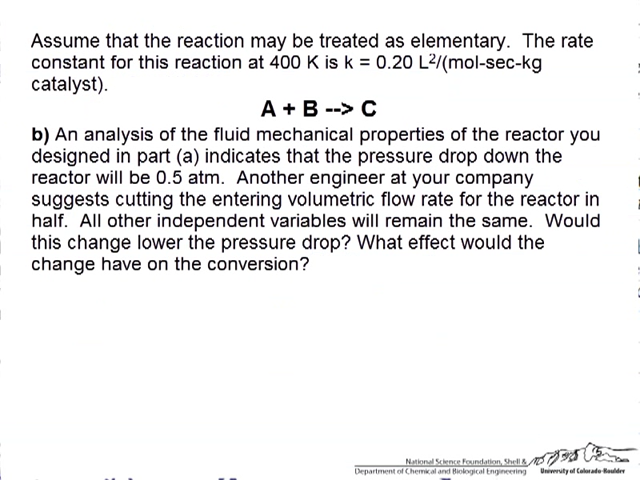 Assume that the reaction may be treated as elementary. The rate
constant for this reaction at 400 K is k = 0.20 L²/(mol-sec-kg
catalyst).
A + B --> C
b) An analysis of the fluid mechanical properties of the reactor you
designed in part (a) indicates that the pressure drop down the
reactor will be 0.5 atm. Another engineer at your company
suggests cutting the entering volumetric flow rate for the reactor in
half. All other independent variables will remain the same. Would
this change lower the pressure drop? What effect would the
change have on the conversion?
National Science Foundation, Shell &
Department of Chemical and Biological Engineering
University of Colorado-Boulder